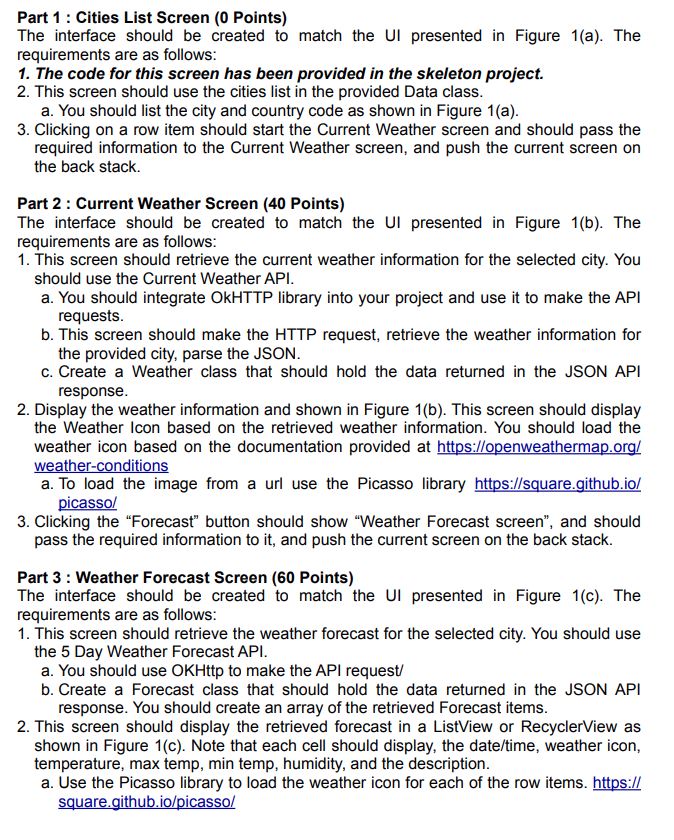 Part 1 : Cities List Screen (0 Points)
The interface should be created to match the UI presented in Figure 1(a). The
requirements are as follows:
1. The code for this screen has been provided in the skeleton project.
2. This screen should use the cities list in the provided Data class.
a. You should list the city and country code as shown in Figure 1(a).
3. Clicking on a row item should start the Current Weather screen and should pass the
required information to the Current Weather screen, and push the current screen on
the back stack.
Part 2 : Current Weather Screen (40 Points)
The interface should be created to match the UI presented in Figure 1(b). The
requirements are as follows:
1. This screen should retrieve the current weather information for the selected city. You
should use the Current Weather API.
a. You should integrate OkHTTP library into your project and use it to make the API
requests.
b. This screen should make the HTTP request, retrieve the weather information for
the provided city, parse the JSON.
c. Create a Weather class that should hold the data returned in the JSON API
response.
2. Display the weather information and shown in Figure 1(b). This screen should display
the Weather Icon based on the retrieved weather information. You should load the
weather icon based on the documentation provided at https://openweathermap.org/
weather-conditions
a. To load the image from a url use the Picasso library https://square.github.io/
picasso/
3. Clicking the “Forecast” button should show “Weather Forecast screen”, and should
pass the required information to it, and push the current screen on the back stack.
Part 3 : Weather Forecast Screen (60 Points)
The interface should be created to match the UI presented in Figure 1(c). The
requirements are as follows:
1. This screen should retrieve the weather forecast for the selected city. You should use
the 5 Day Weather Forecast API.
a. You should use OKHttp to make the API request/
b. Create a Forecast class that should hold the data returned in the JSON API
response. You should create an array of the retrieved Forecast items.
2. This screen should display the retrieved forecast in a ListView or RecyclerView as
shown in Figure 1(c). Note that each cell should display, the date/time, weather icon,
temperature, max temp, min temp, humidity, and the description.
a. Use the Picasso library to load the weather icon for each of the row items. https://
square.github.io/picasso/